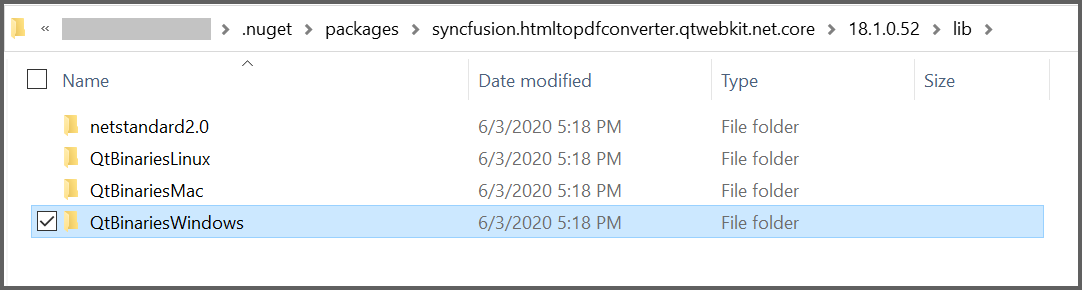 « .nuget > packages > syncfusion.htmltopdfconverter.qtwebkit.net.core > 18.1.0.52 > lib >
Name Date modified Type Size
netstandard2.0 6/3/2020 5:18 PM File folder
QtBinariesLinux 6/3/2020 5:18 PM File folder
QtBinariesMac 6/3/2020 5:18 PM File folder
QtBinariesWindows 6/3/2020 5:18 PM File folder